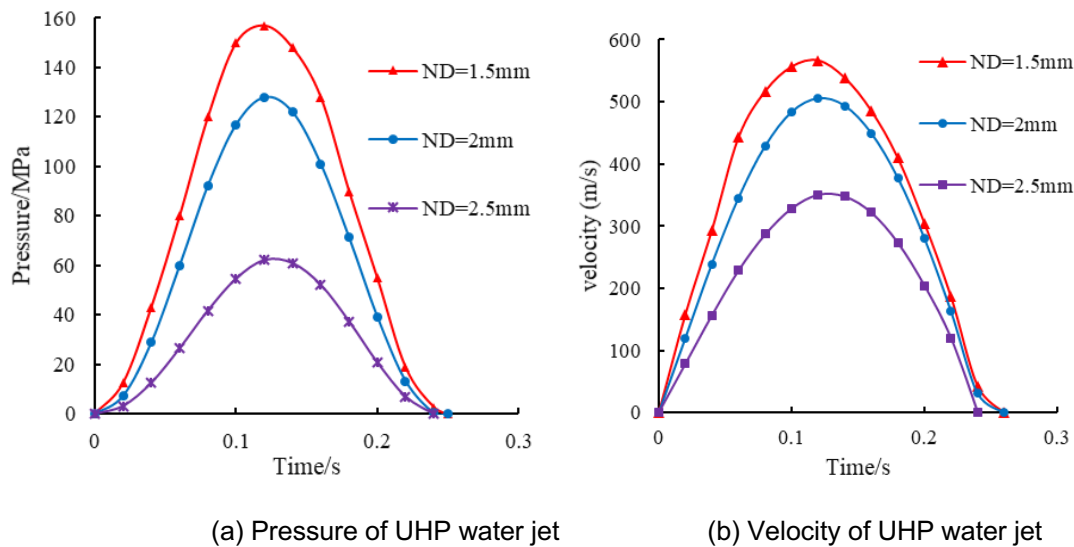 160
140
120
100
80
60
40
20
0
Pressure/MPa
ND=1.5mm
ND=2mm
ND=2.5mm
0
0.1
0.2
0.3
Time/s
(a) Pressure of UHP water jet
600
500
400
300
200
100
0
velocity (m/s)
ND=1.5mm
ND=2mm
ND=2.5mm
0
0.1
0.2
0.3
Time/s
(b) Velocity of UHP water jet